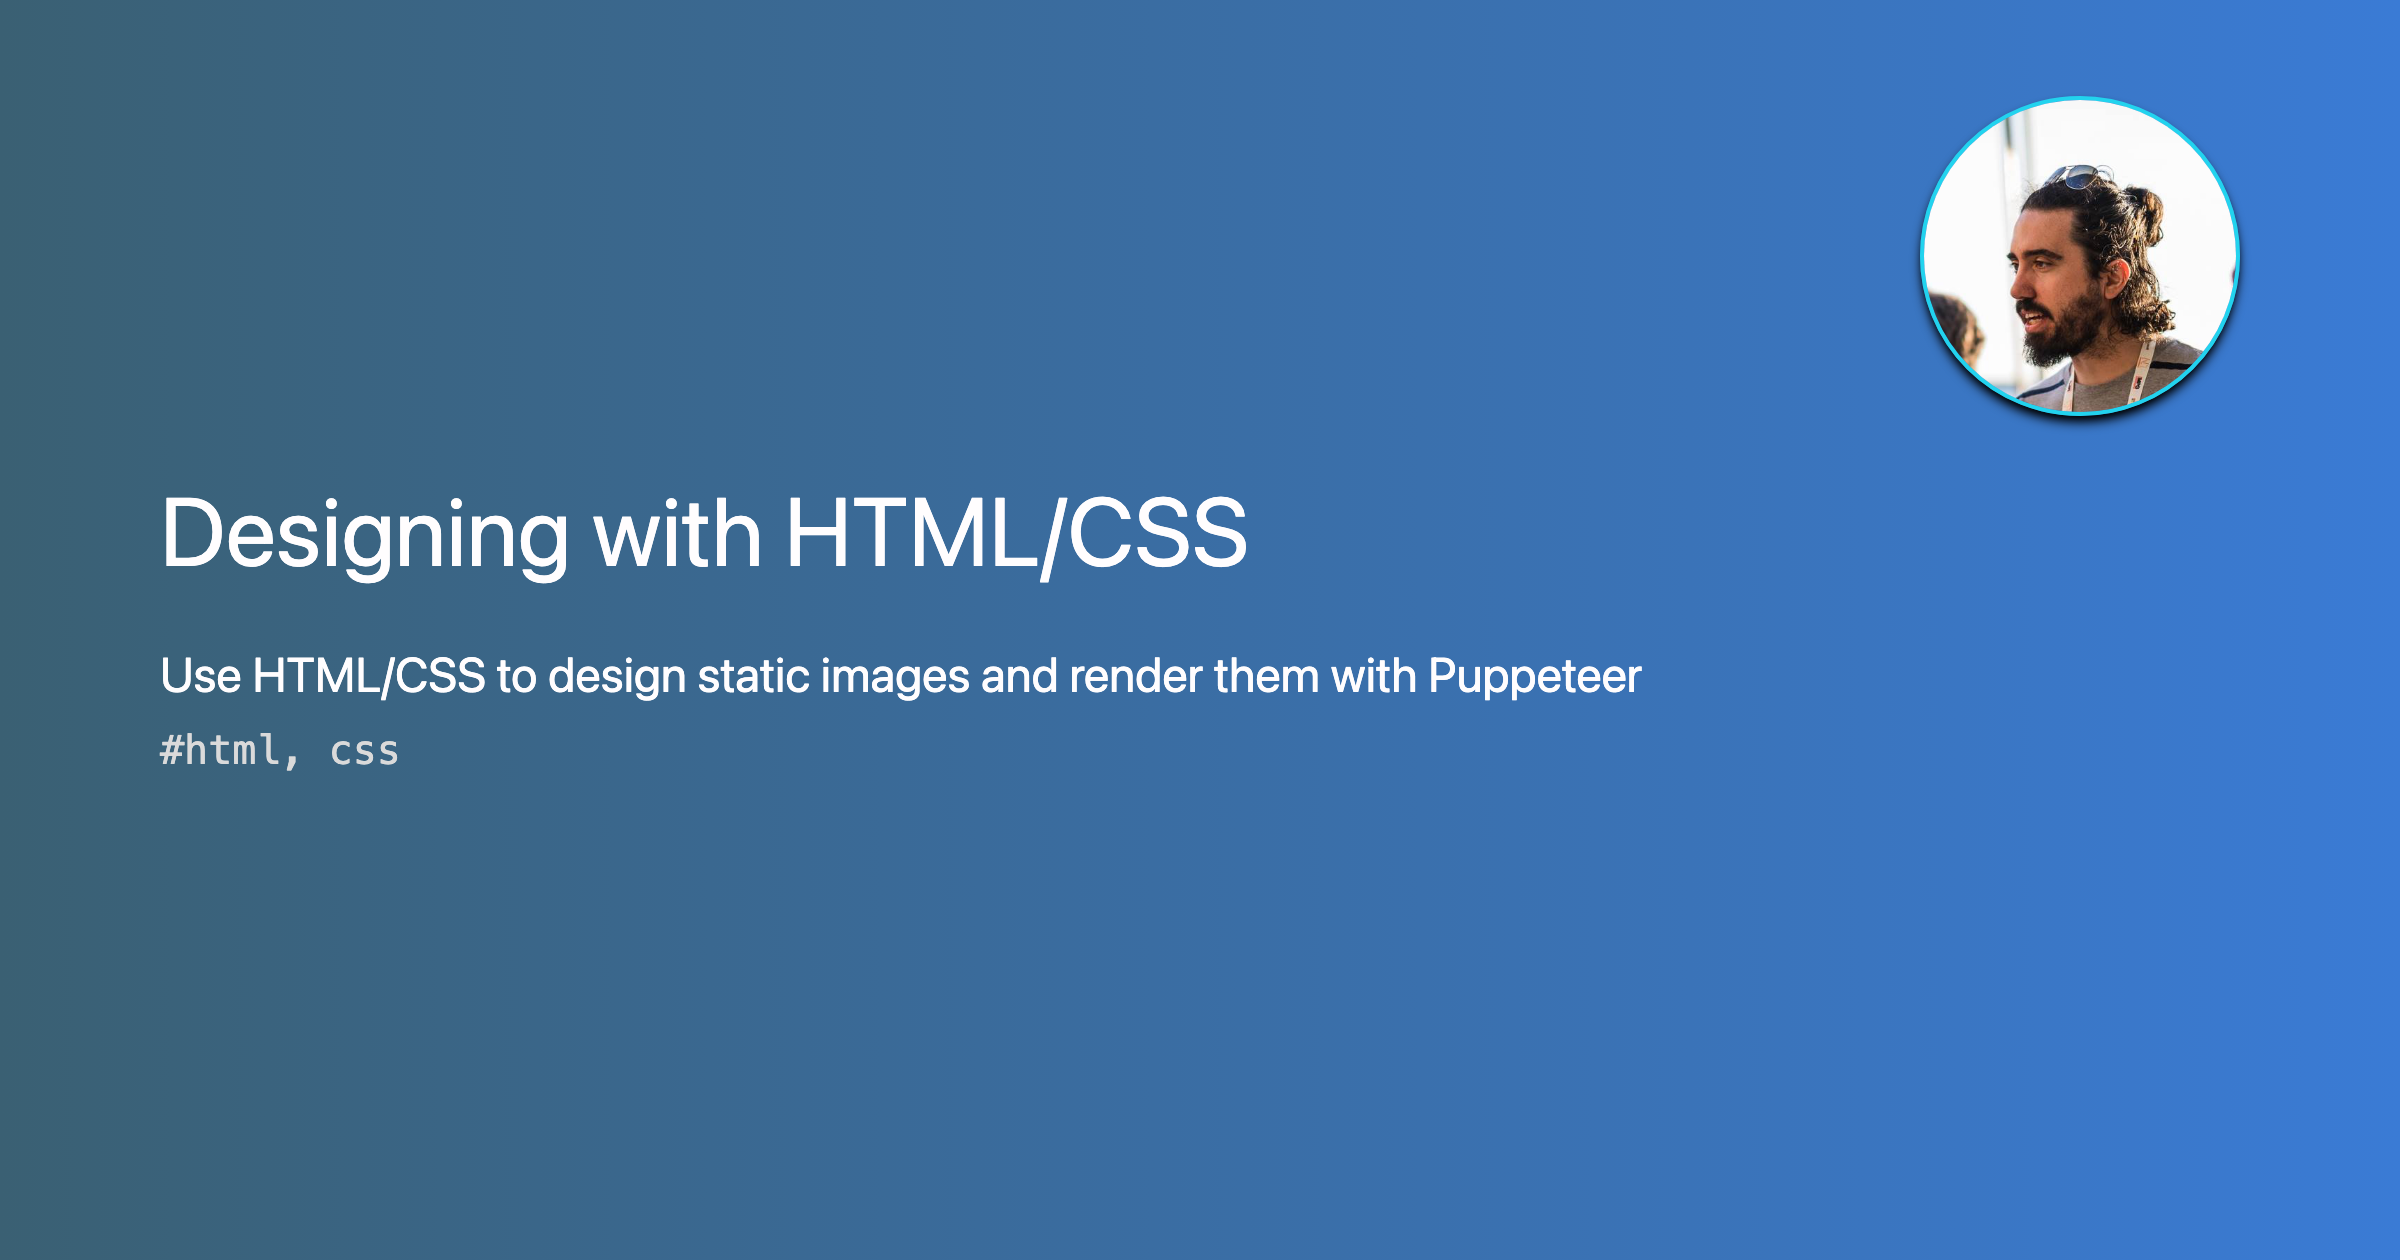 Designing with HTML/CSS
Use HTML/CSS to design static images and render them with Puppeteer
#html, css